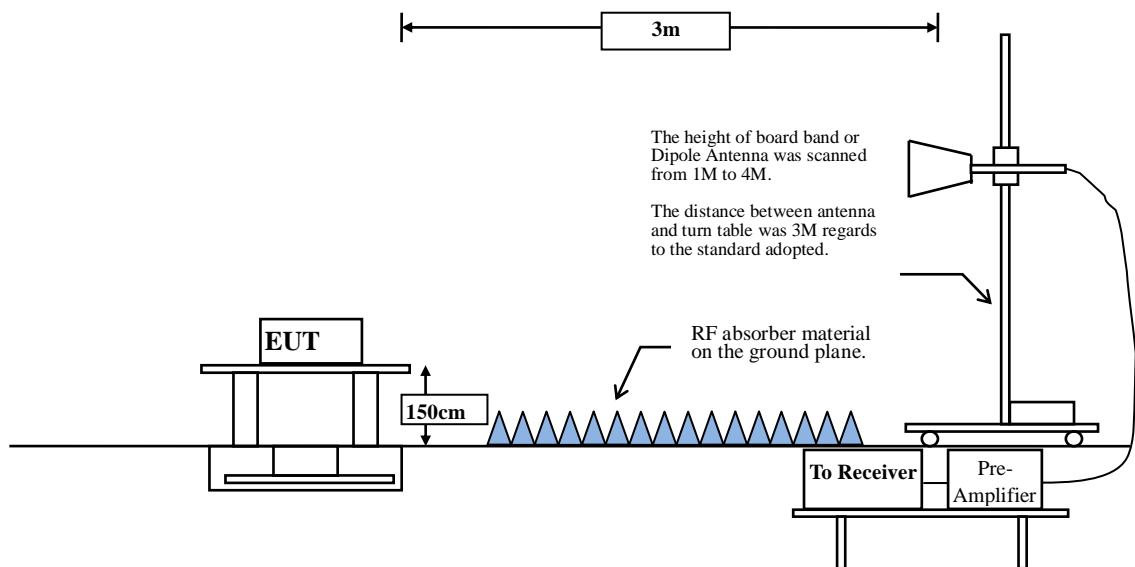 3m
The height of board band or
Dipole Antenna was scanned
from 1M to 4M.
The distance between antenna
and turn table was 3M regards
to the standard adopted.
EUT
RF absorber material
on the ground plane.
150cm
To Receiver
Pre-
Amplifier